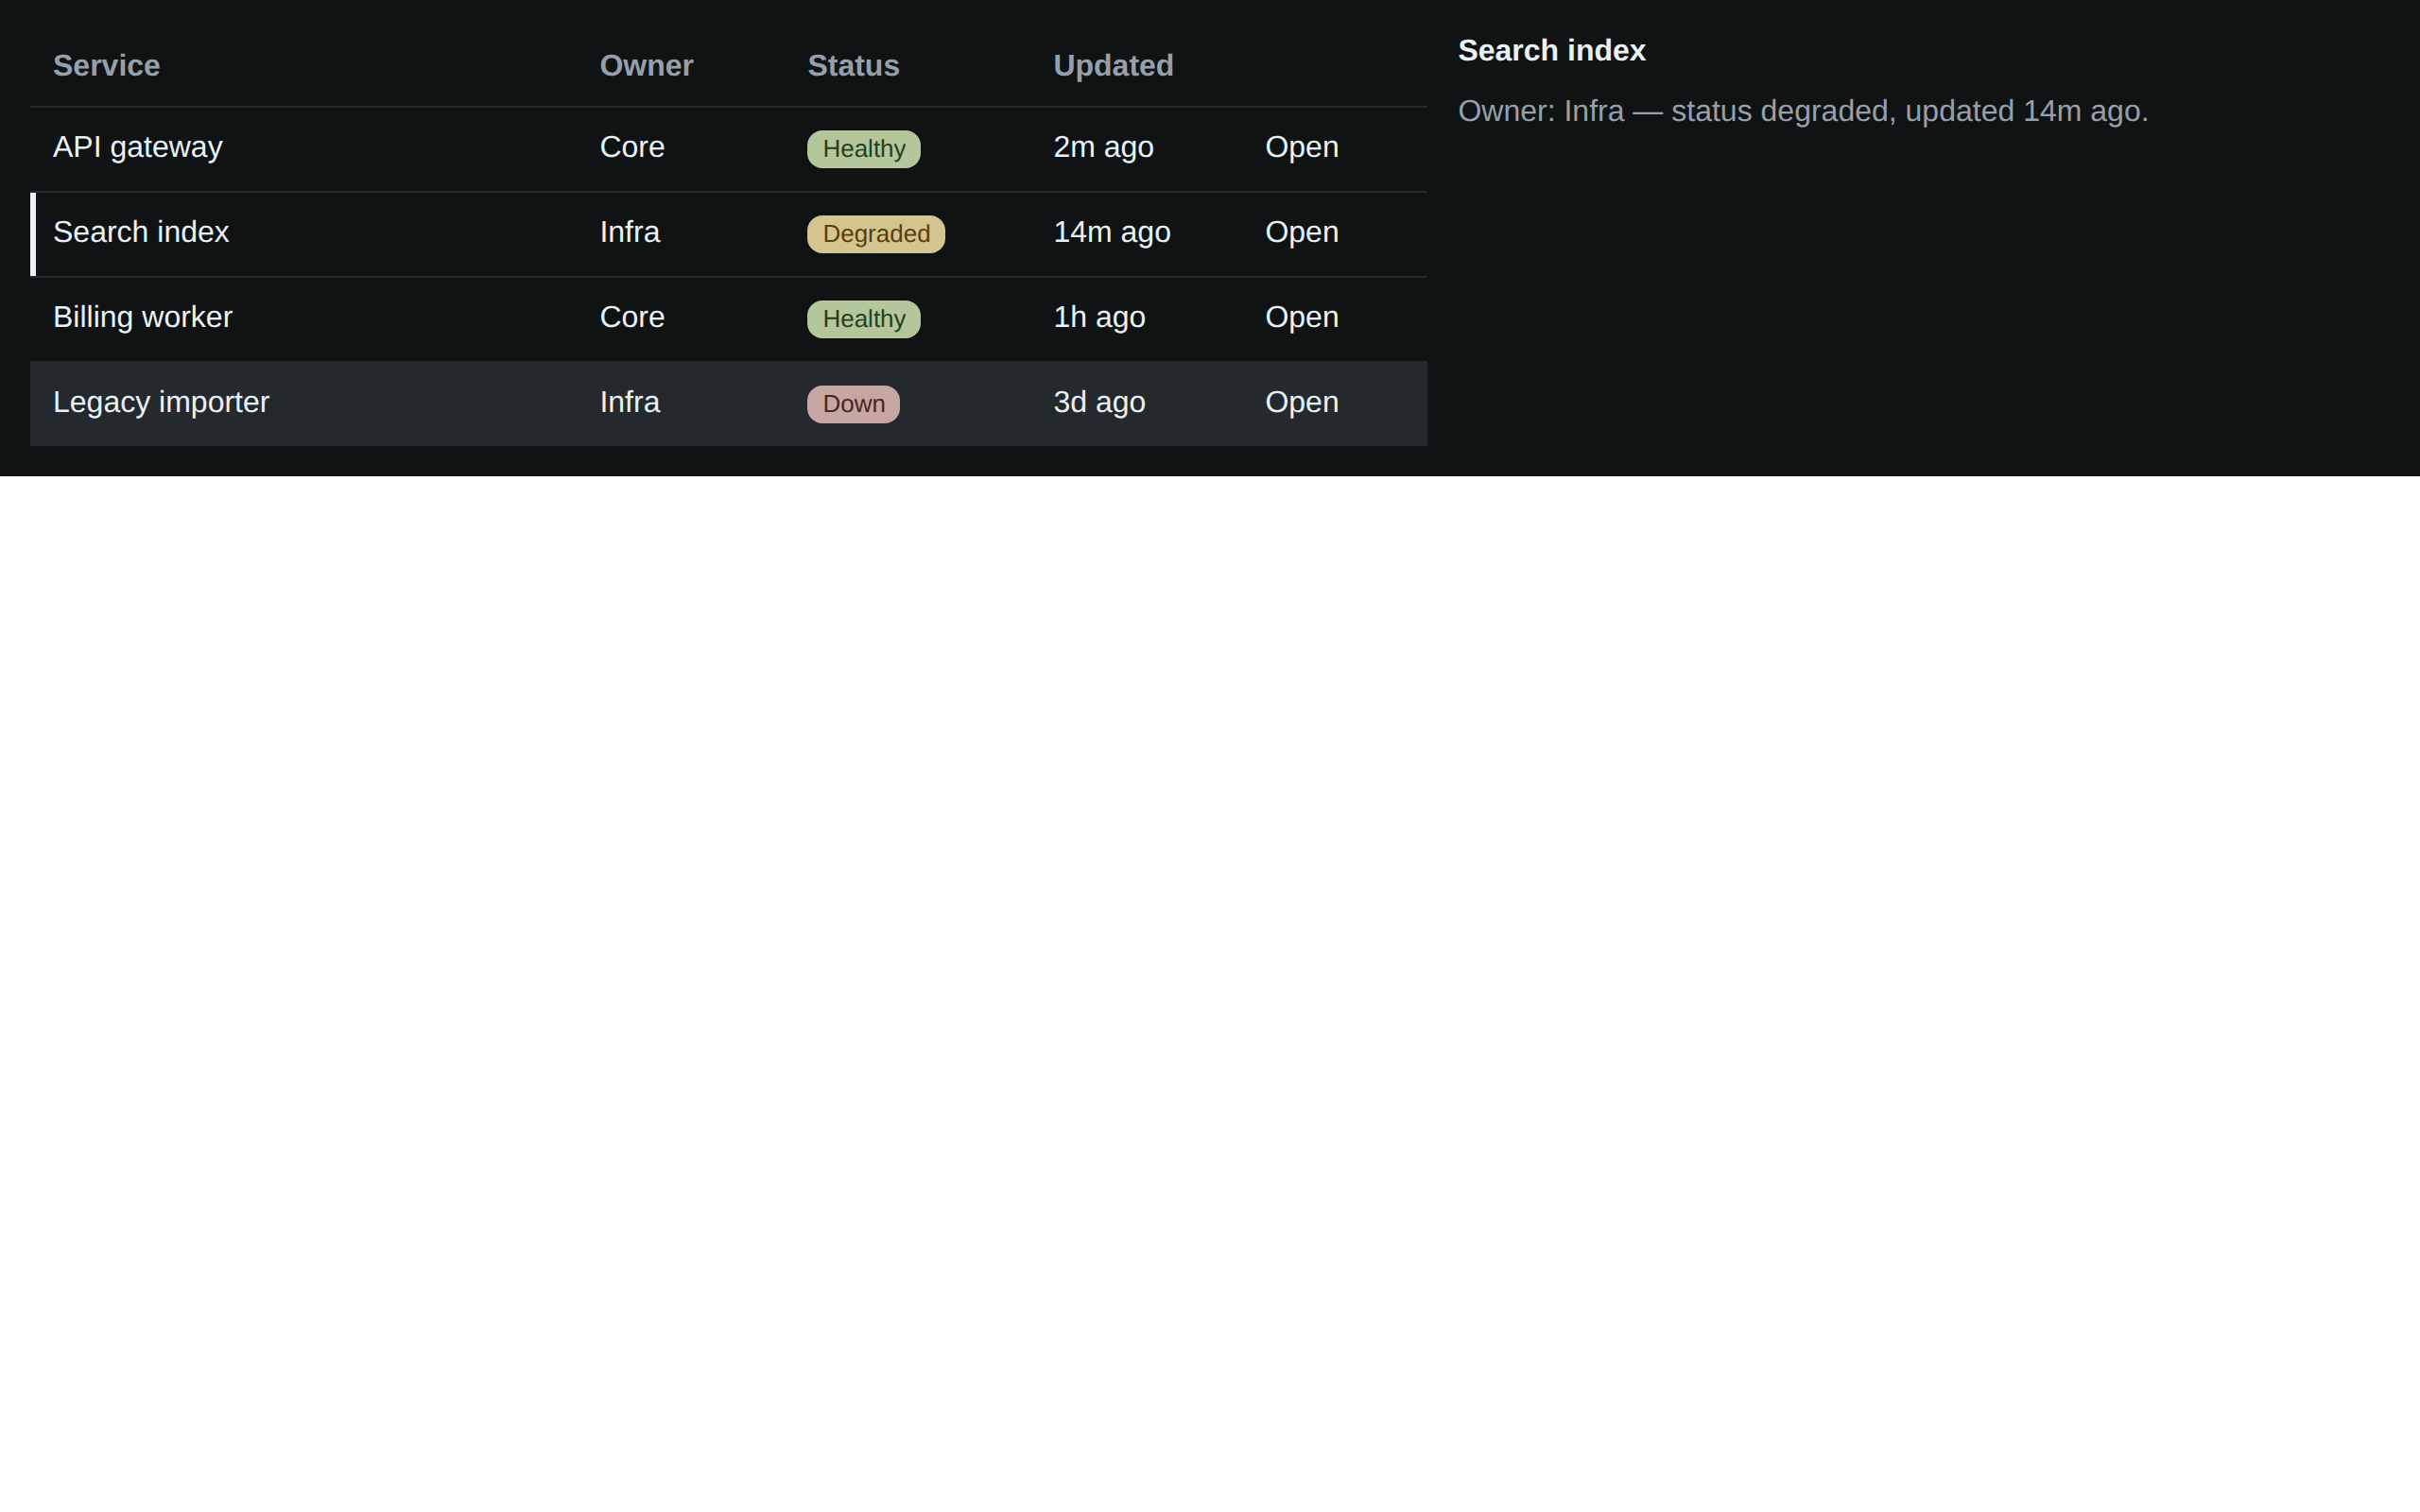 Service Owner Status Updated
API gateway Core Healthy 2m ago Open
Search index Infra Degraded 14m ago Open
Billing worker Core Healthy 1h ago Open
Legacy importer Infra Down 3d ago Open
Search index
Owner: Infra — status degraded, updated 14m ago.